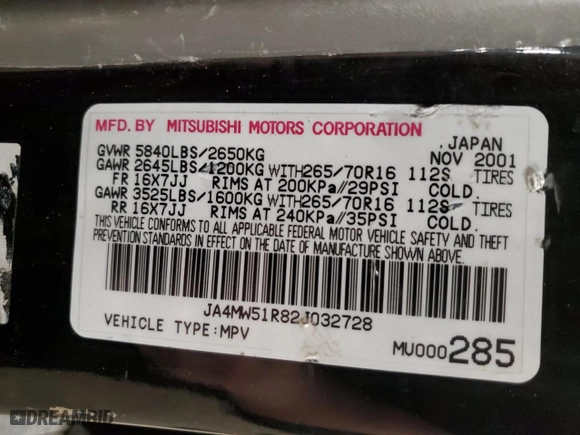 MFD. BY MITSUBISHI MOTORS CORPORATION
, JAPAN
GVWR 5840LBS/2650KG NOV 2001
GAWR 2645LBS/1200KG WITH265/70R16 112S TIRES
FR 16X7JJ RIMS AT 200KPa//29PSI COLD.
GAWR 3525LBS/1600KG WITH265/70R16 112S TIRES
RR 16X7JJ RIMS AT 240KPa//35PSI COLD.
THIS VEHICLE CONFORMS TO ALL APPLICABLE FEDERAL MOTOR VEHICLE SAFETY AND THEFT
PREVENTION STANDARDS IN EFFECT ON THE DATE OF MANUFACTURE SHOWN ABOVE.
JA4MW51R82J032728
VEHICLE TYPE:MPV
MU000285
DREAMBID